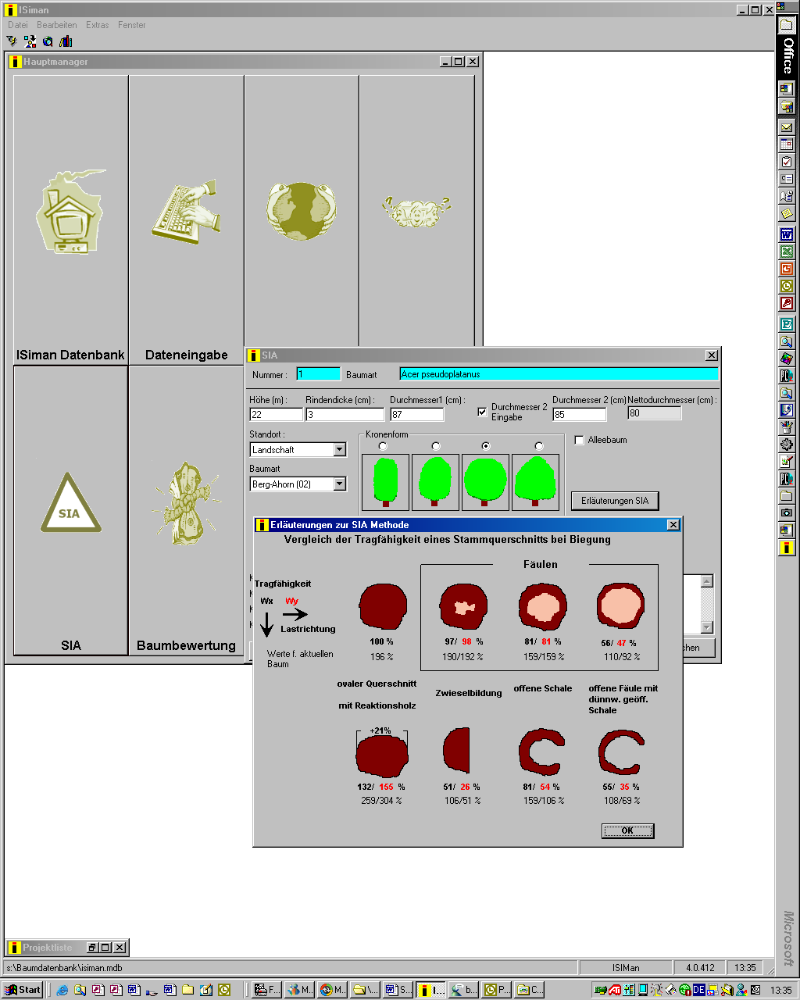 ISiman
Datei Bearbeiten Extras Fenster
Office
Hauptmanager
ISiman Datenbank
Dateneingabe
SIA
SIA
Baumbewertung
SIA
Nummer : 1 Baumart Acer pseudoplatanus
Höhe (m) : Rindendicke (cm) : Durchmesser1 (cm) : Durchmesser 2 Eingabe Durchmesser 2 (cm) Nettodurchmesser (cm) :
22 3 87 85 80
Standort : Kronenform
Landschaft
Alleebaum
Baumart
Berg-Ahorn (02)
Erläuterungen SIA
Erläuterungen zur SIA Methode
Vergleich der Tragfähigkeit eines Stammquerschnitts bei Biegung
Fäulen
Tragfähigkeit
Wx Wy
Lastrichtung
100 % 97/ 98 % 81/ 81 % 56/ 47 %
Werte f. aktuellen
Baum
196 % 190/192 % 159/159 % 110/92 %
chen
ovaler Querschnitt
mit Reaktionsholz
Zwieselbildung
offene Schale
offene Fäule mit
dünnw. geöff.
Schale
+21%
132/ 155 % 51/ 26 % 81/ 54 % 55/ 35 %
259/304 % 106/51 % 159/106 % 108/69 %
OK
Microsoft
Projektliste
s:\Baumdatenbank\isiman.mdb ISIMan 4.0.412 13:35
Start F... M... M... \... S... I... b... P... C... DE 13:35